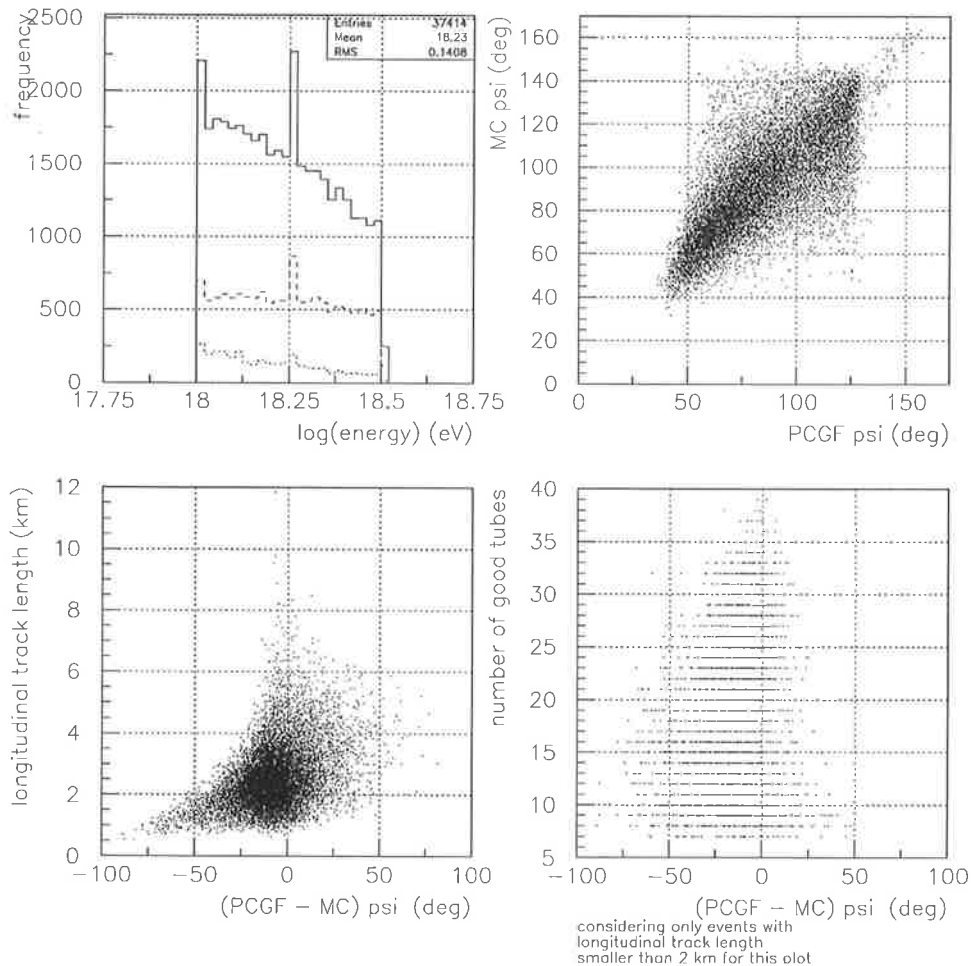 Entries 37414
Mean 18.23
RMS 0.1408
frequency
2500
2250
2000
1750
1500
1250
1000
750
500
250
0
17.75 18 18.25 18.5 18.75
log(energy) (eV)
MC psi (deg)
160
140
120
100
80
60
40
20
0
0 50 100 150
PCGF psi (deg)
longitudinal track length (km)
12
10
8
6
4
2
0
−100 −50 0 50 100
(PCGF − MC) psi (deg)
number of good tubes
40
35
30
25
20
15
10
5
−100 −50 0 50 100
(PCGF − MC) psi (deg)
considering only events with
longitudinal track length
smaller than 2 km for this plot